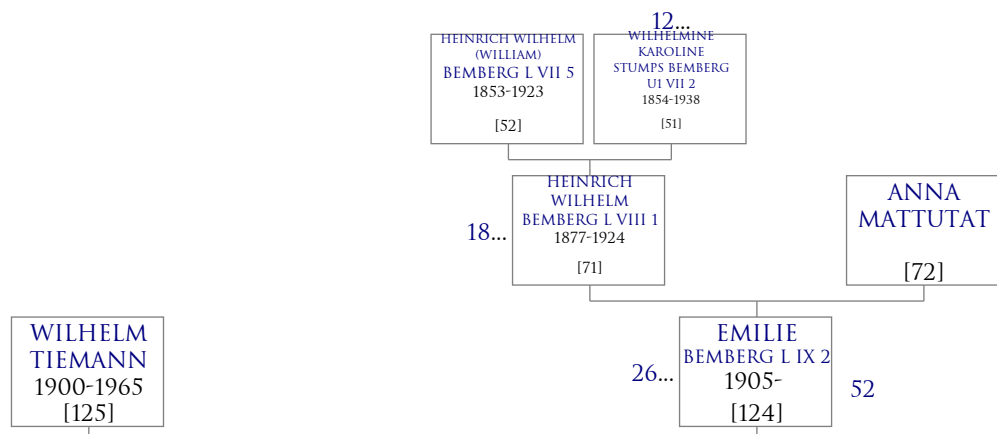 12...
HEINRICH WILHELM
(WILLIAM)
BEMBERG L VII 5
1853-1923
[52]
WILHELMINE
KAROLINE
STUMPS BEMBERG
U1 VII 2
1854-1938
[51]
18...
HEINRICH
WILHELM
BEMBERG L VIII 1
1877-1924
[71]
ANNA
MATTUTAT
[72]
WILHELM
TIEMANN
1900-1965
[125]
26...
EMILIE
BEMBERG L IX 2
1905-
[124]
52